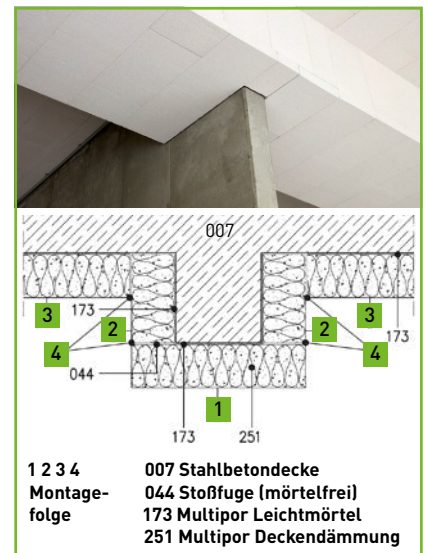 007
173
3
2
4
044
1
173
251
2
3
4
173
1 2 3 4
Montage-
folge
007 Stahlbetondecke
044 Stoßfuge (mörtelfrei)
173 Multipor Leichtmörtel
251 Multipor Deckendämmung